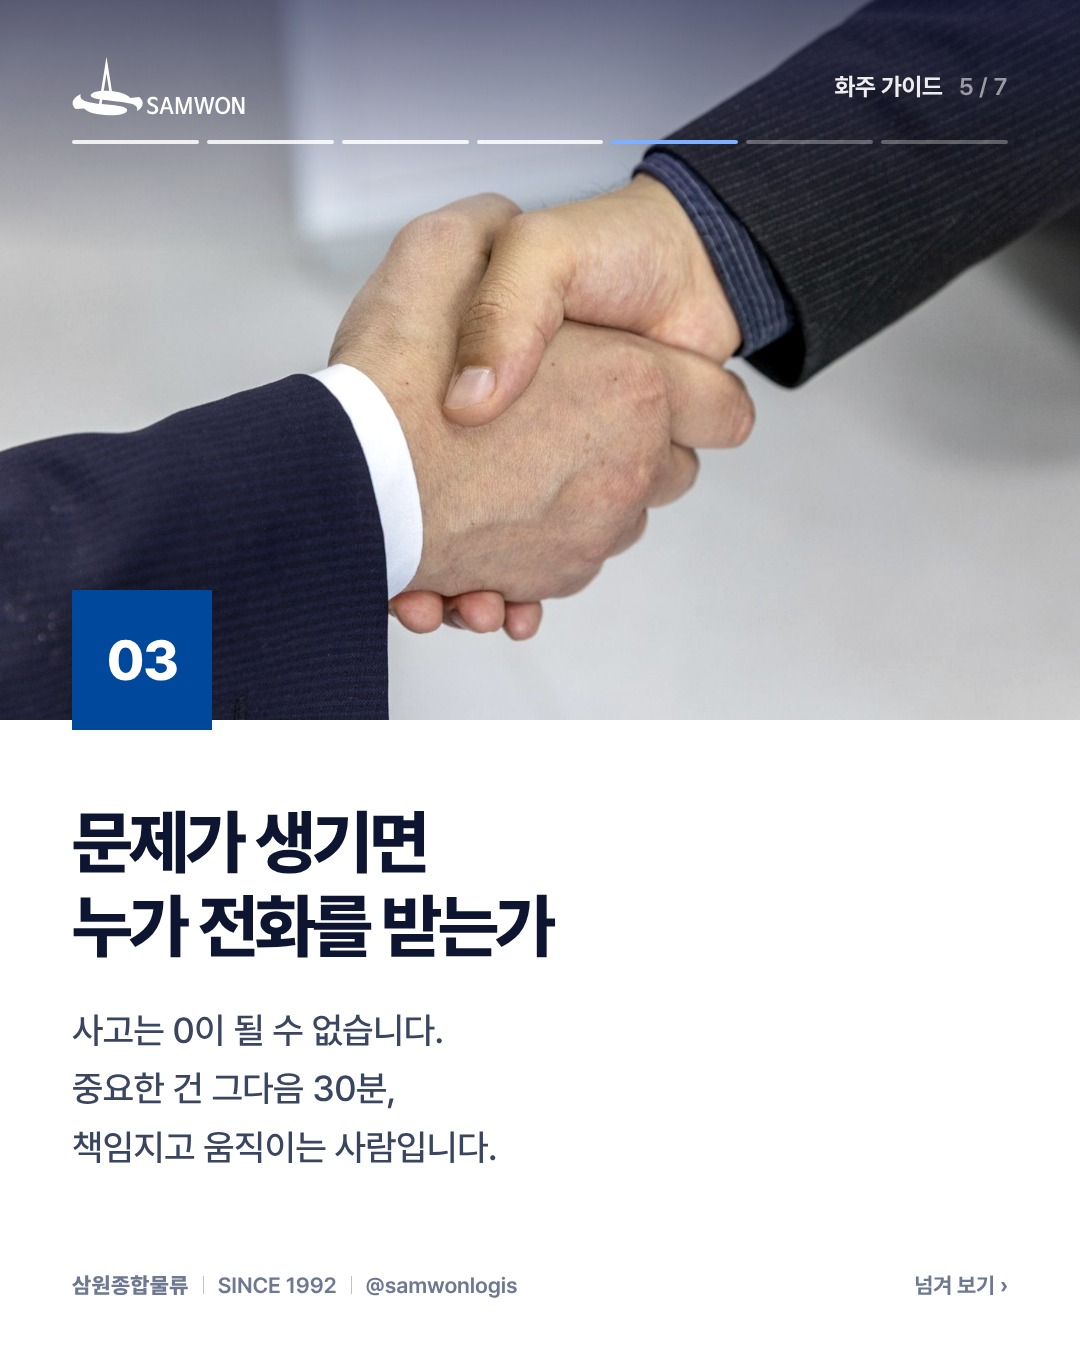 SAMWON
화주 가이드 5 / 7
03
문제가 생기면
누가 전화를 받는가
사고는 0이 될 수 없습니다.
중요한 건 그다음 30분,
책임지고 움직이는 사람입니다.
삼원종합물류 | SINCE 1992 | @samwonlogis
넘겨 보기 ›